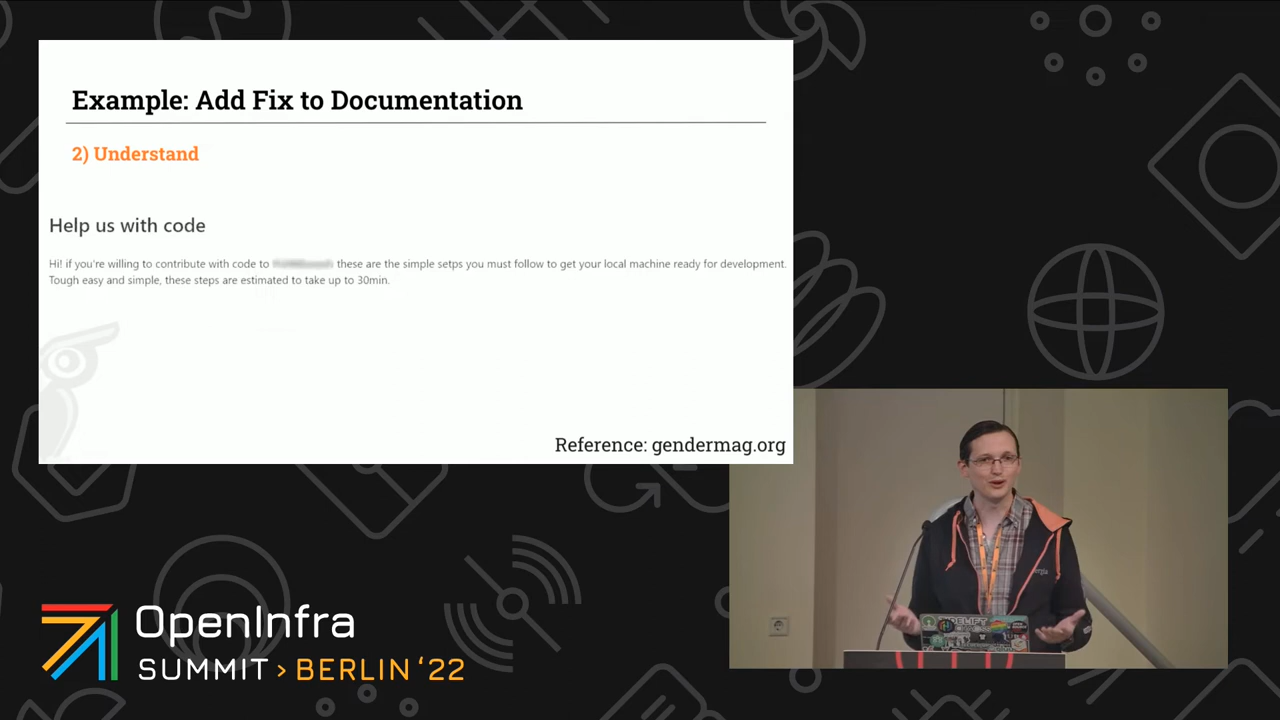 Example: Add Fix to Documentation
2) Understand
Help us with code
Hi! if you're willing to contribute with code to these are the simple setps you must follow to get your local machine ready for development.
Tough easy and simple, these steps are estimated to take up to 30min.
Reference: gendermag.org
OpenInfra
SUMMIT > BERLIN '22